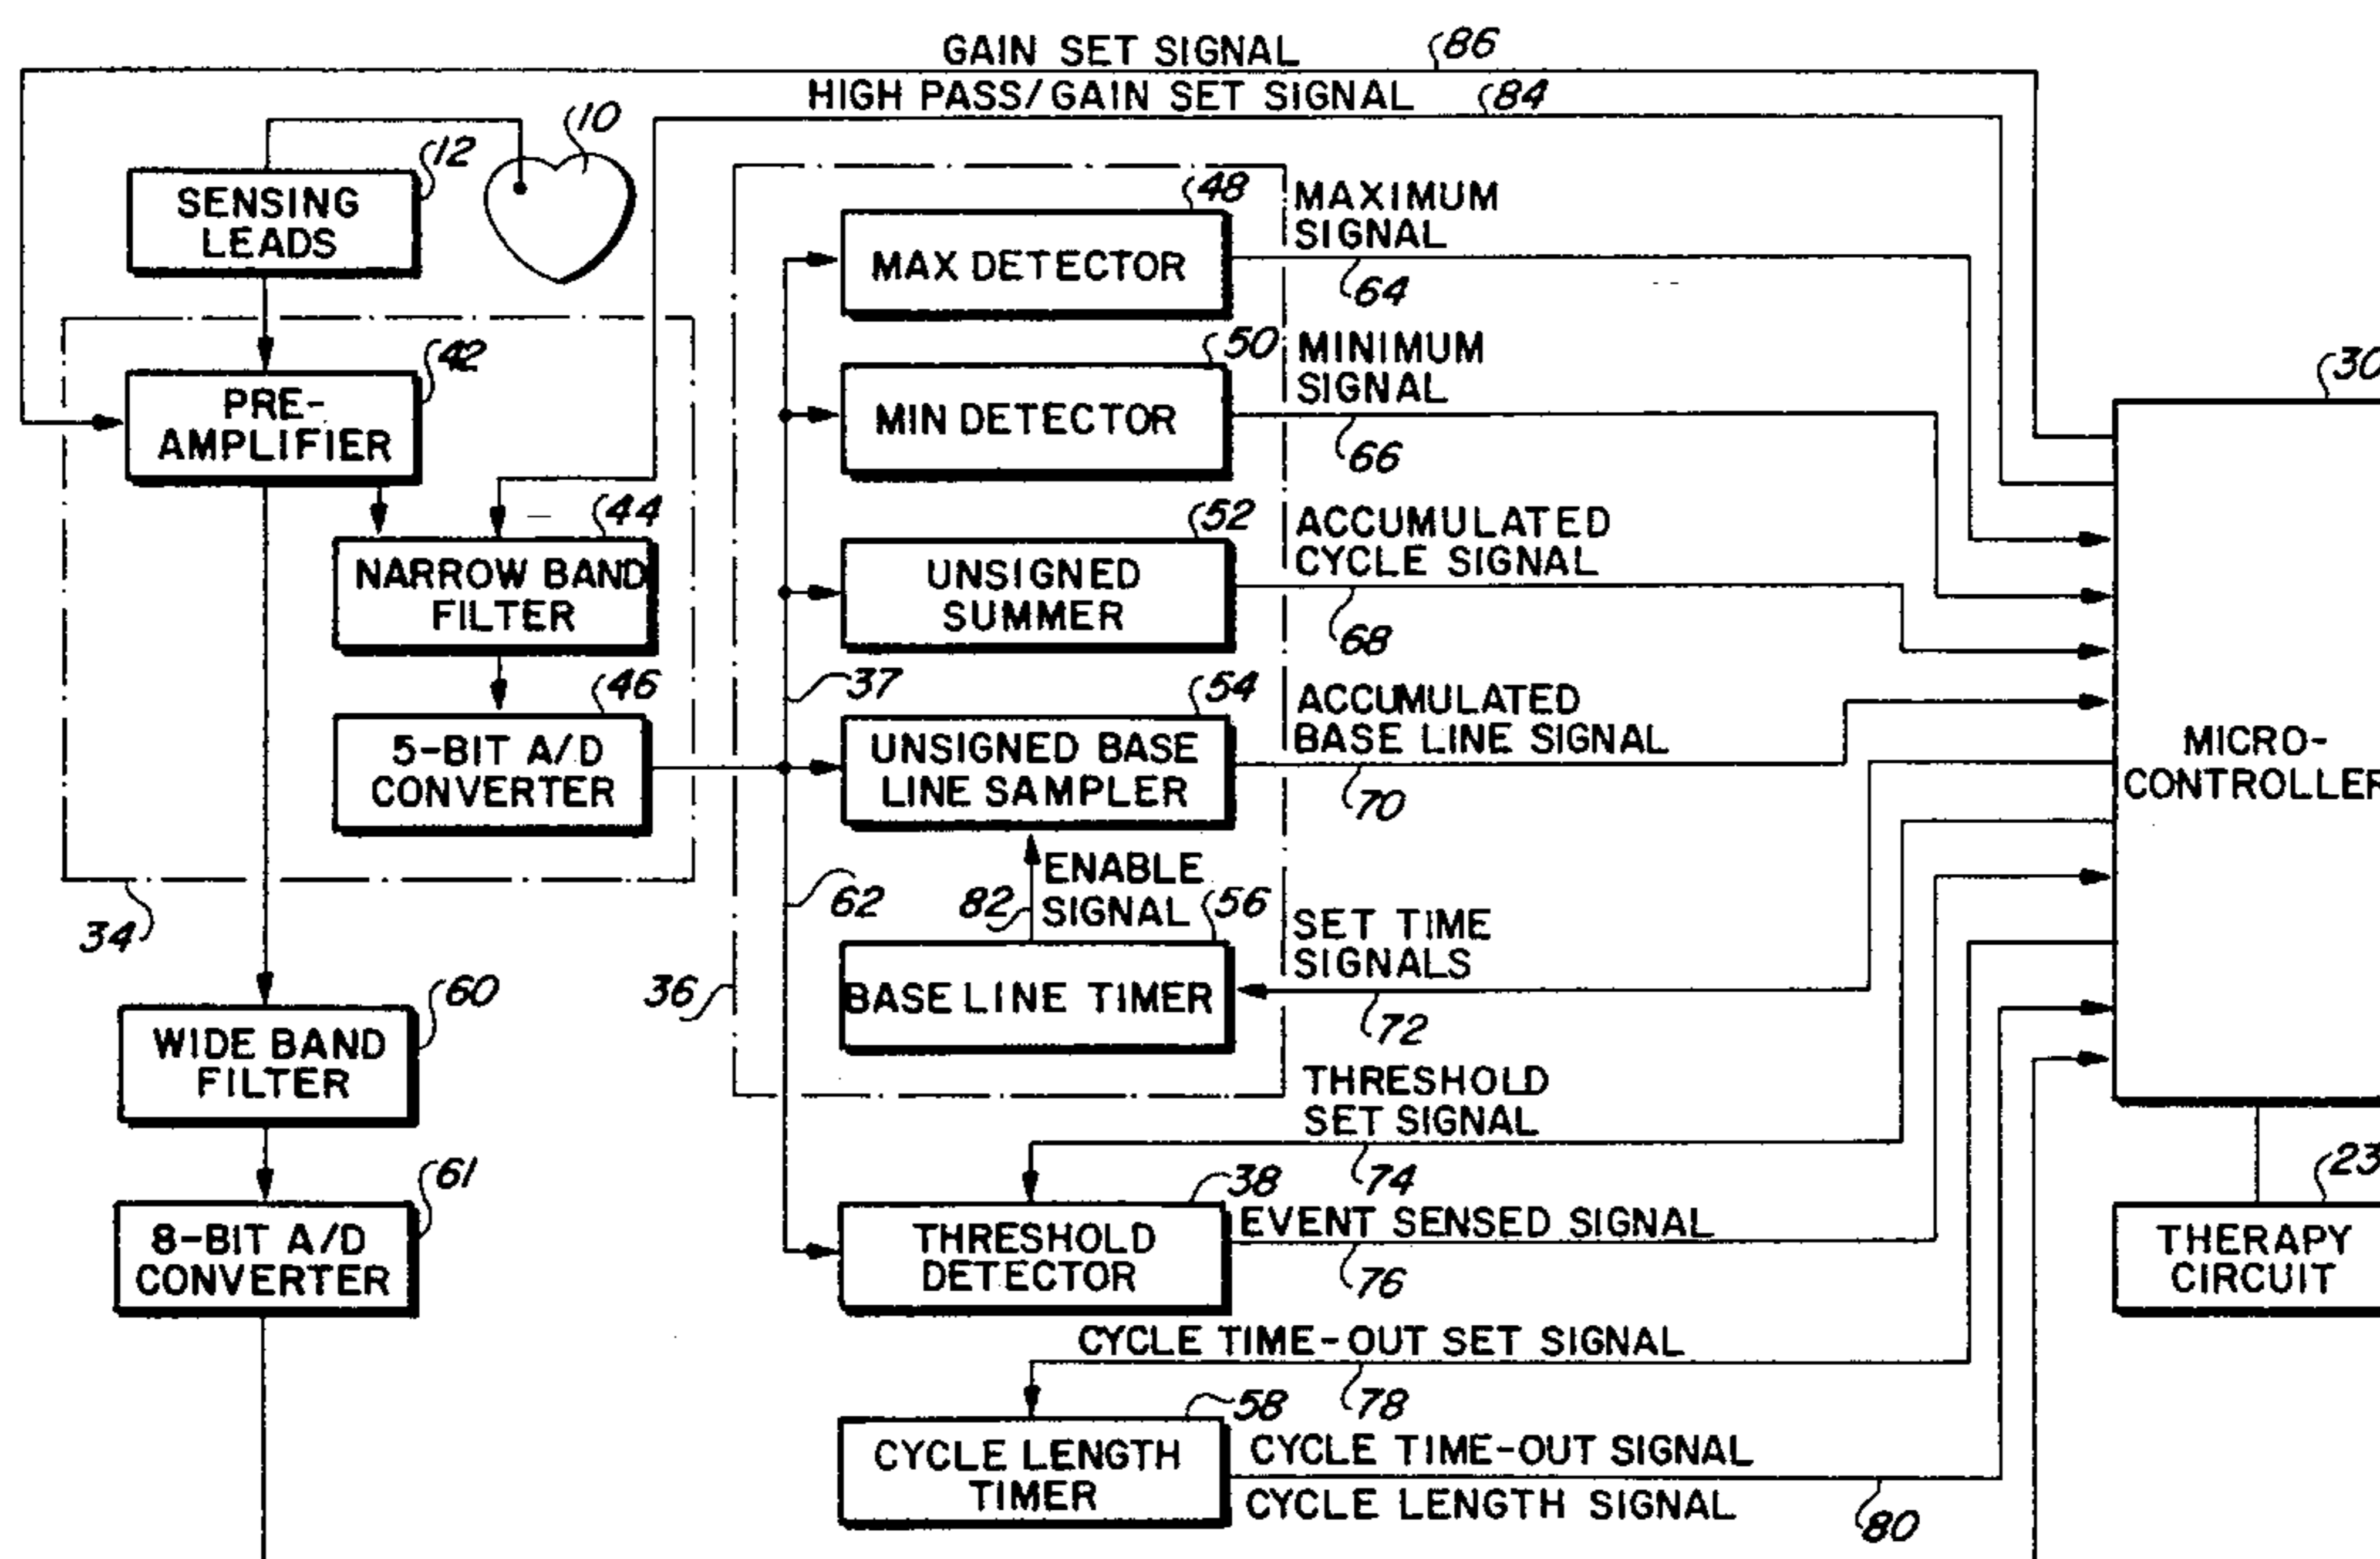 GAIN SET SIGNAL
86
HIGH PASS/GAIN SET SIGNAL
84
10
12
SENSING
LEADS
48
MAXIMUM
SIGNAL
MAX DETECTOR
64
42
PRE-
AMPLIFIER
50
MINIMUM
SIGNAL
MIN DETECTOR
66
30
44
NARROW BAND
FILTER
52
ACCUMULATED
CYCLE SIGNAL
UNSIGNED
SUMMER
68
37
46
5-BIT A/D
CONVERTER
54
ACCUMULATED
BASE LINE SIGNAL
UNSIGNED BASE
LINE SAMPLER
70
MICRO-
CONTROLLER
62
82
ENABLE
SIGNAL
56
34
36
SET TIME
SIGNALS
BASE LINE TIMER
72
60
WIDE BAND
FILTER
THRESHOLD
SET SIGNAL
74
61
8-BIT A/D
CONVERTER
38
EVENT SENSED SIGNAL
THRESHOLD
DETECTOR
76
23
THERAPY
CIRCUIT
CYCLE TIME-OUT SET SIGNAL
78
58
CYCLE LENGTH
TIMER
CYCLE TIME-OUT SIGNAL
CYCLE LENGTH SIGNAL
80